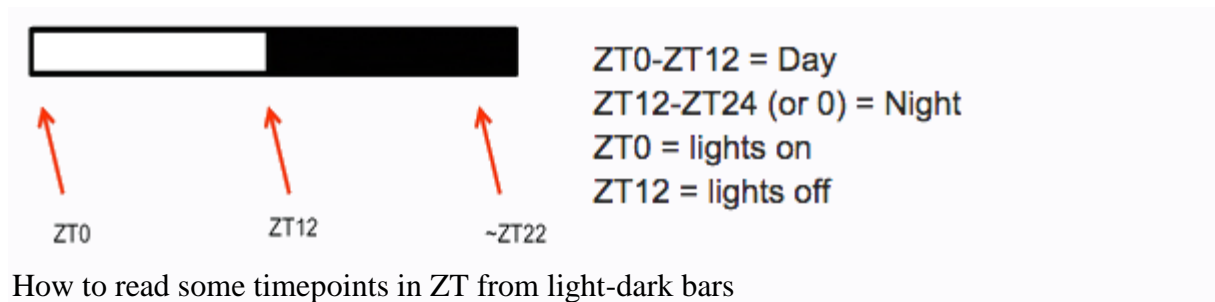 ZT0-ZT12 = Day
ZT12-ZT24 (or 0) = Night
ZT0 = lights on
ZT12 = lights off
ZT0
ZT12
~ZT22
How to read some timepoints in ZT from light-dark bars